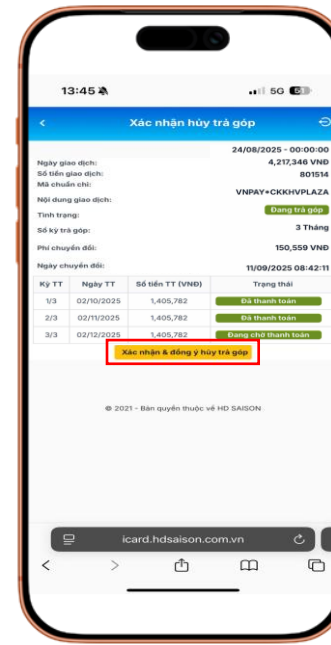 13:45
5G 51
Xác nhận hủy trả góp
Ngày giao dịch: 24/08/2025 - 00:00:00
Số tiền giao dịch: 4,217,346 VNĐ
Mã chuẩn chi: 801514
Nội dung giao dịch: VNPAY*CKKHVPLAZA
Tình trạng: Đang trả góp
Số kỳ trả góp: 3 Tháng
Phí chuyển đổi: 150,559 VNĐ
Ngày chuyển đổi: 11/09/2025 08:42:11
Kỳ TT Ngày TT Số tiền TT (VNĐ) Trạng thái
1/3 02/10/2025 1,405,782 Đã thanh toán
2/3 02/11/2025 1,405,782 Đã thanh toán
3/3 02/12/2025 1,405,782 Đang chờ thanh toán
Xác nhận & đồng ý hủy trả góp
© 2021 - Bản quyền thuộc về HD SAISON
icard.hdsaison.com.vn